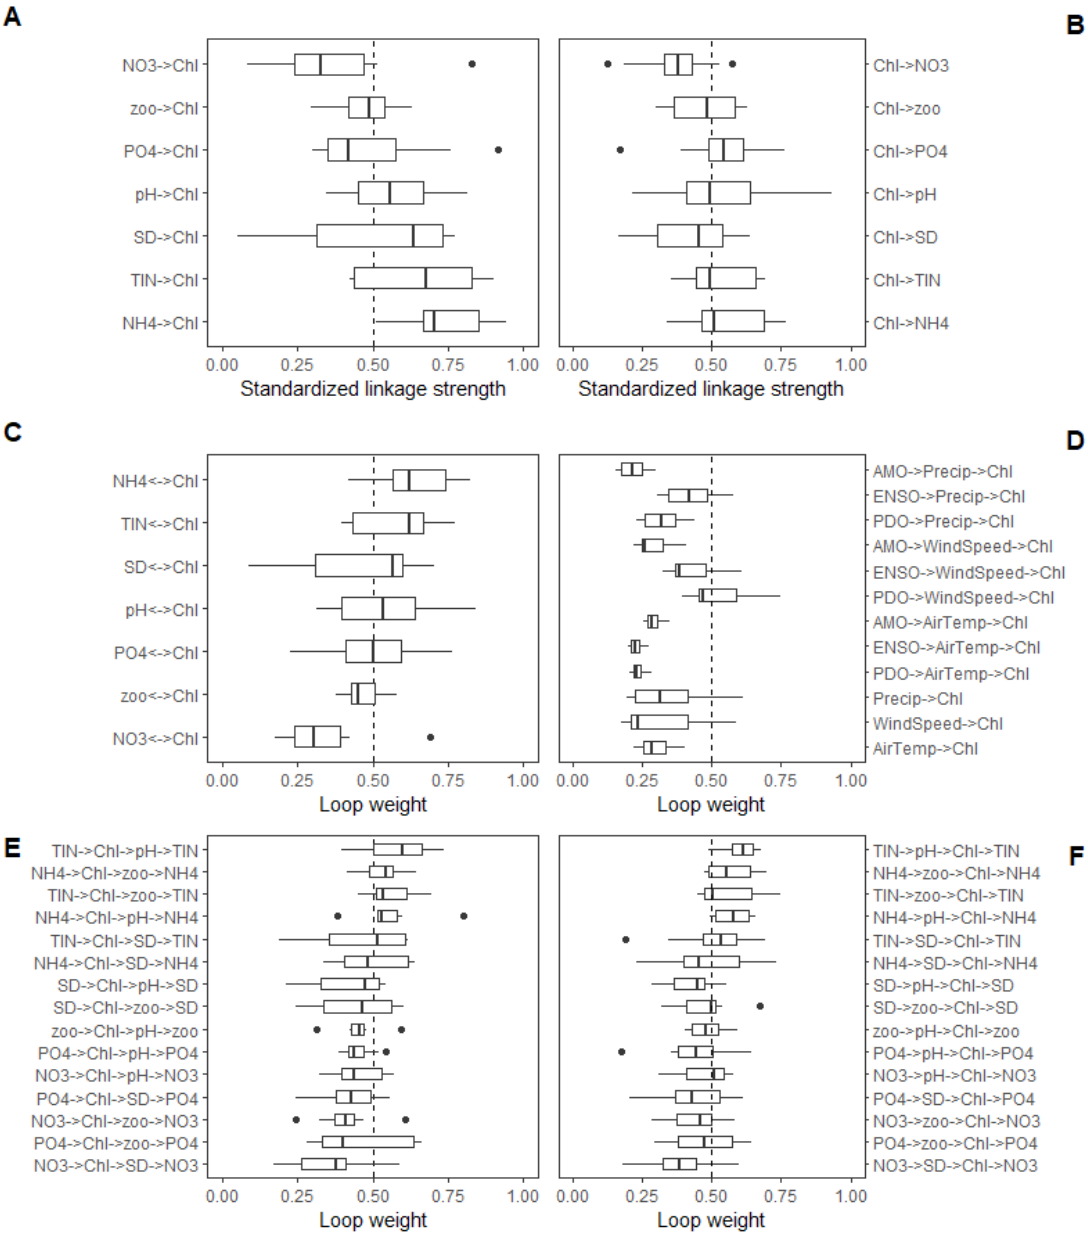 A
B
NO3->Chl
zoo->Chl
PO4->Chl
pH->Chl
SD->Chl
TIN->Chl
NH4->Chl
0.00 0.25 0.50 0.75 1.00
Standardized linkage strength
Chl->NO3
Chl->zoo
Chl->PO4
Chl->pH
Chl->SD
Chl->TIN
Chl->NH4
0.00 0.25 0.50 0.75 1.00
Standardized linkage strength
C
D
NH4<->Chl
TIN<->Chl
SD<->Chl
pH<->Chl
PO4<->Chl
zoo<->Chl
NO3<->Chl
0.00 0.25 0.50 0.75 1.00
Loop weight
AMO->Precip->Chl
ENSO->Precip->Chl
PDO->Precip->Chl
AMO->WindSpeed->Chl
ENSO->WindSpeed->Chl
PDO->WindSpeed->Chl
AMO->AirTemp->Chl
ENSO->AirTemp->Chl
PDO->AirTemp->Chl
Precip->Chl
WindSpeed->Chl
AirTemp->Chl
0.00 0.25 0.50 0.75 1.00
Loop weight
E
F
TIN->Chl->pH->TIN
NH4->Chl->zoo->NH4
TIN->Chl->zoo->TIN
NH4->Chl->pH->NH4
TIN->Chl->SD->TIN
NH4->Chl->SD->NH4
SD->Chl->pH->SD
SD->Chl->zoo->SD
zoo->Chl->pH->zoo
PO4->Chl->pH->PO4
NO3->Chl->pH->NO3
PO4->Chl->SD->PO4
NO3->Chl->zoo->NO3
PO4->Chl->zoo->PO4
NO3->Chl->SD->NO3
0.00 0.25 0.50 0.75 1.00
Loop weight
TIN->pH->Chl->TIN
NH4->zoo->Chl->NH4
TIN->zoo->Chl->TIN
NH4->pH->Chl->NH4
TIN->SD->Chl->TIN
NH4->SD->Chl->NH4
SD->pH->Chl->SD
SD->zoo->Chl->SD
zoo->pH->Chl->zoo
PO4->pH->Chl->PO4
NO3->pH->Chl->NO3
PO4->SD->Chl->PO4
NO3->zoo->Chl->NO3
PO4->zoo->Chl->PO4
NO3->SD->Chl->NO3
0.00 0.25 0.50 0.75 1.00
Loop weight